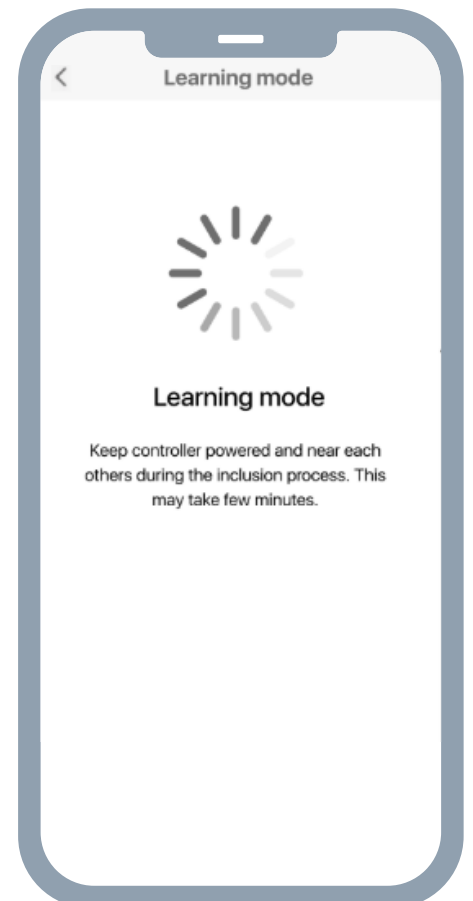 Learning mode
Learning mode
Keep controller powered and near each
others during the inclusion process. This
may take few minutes.